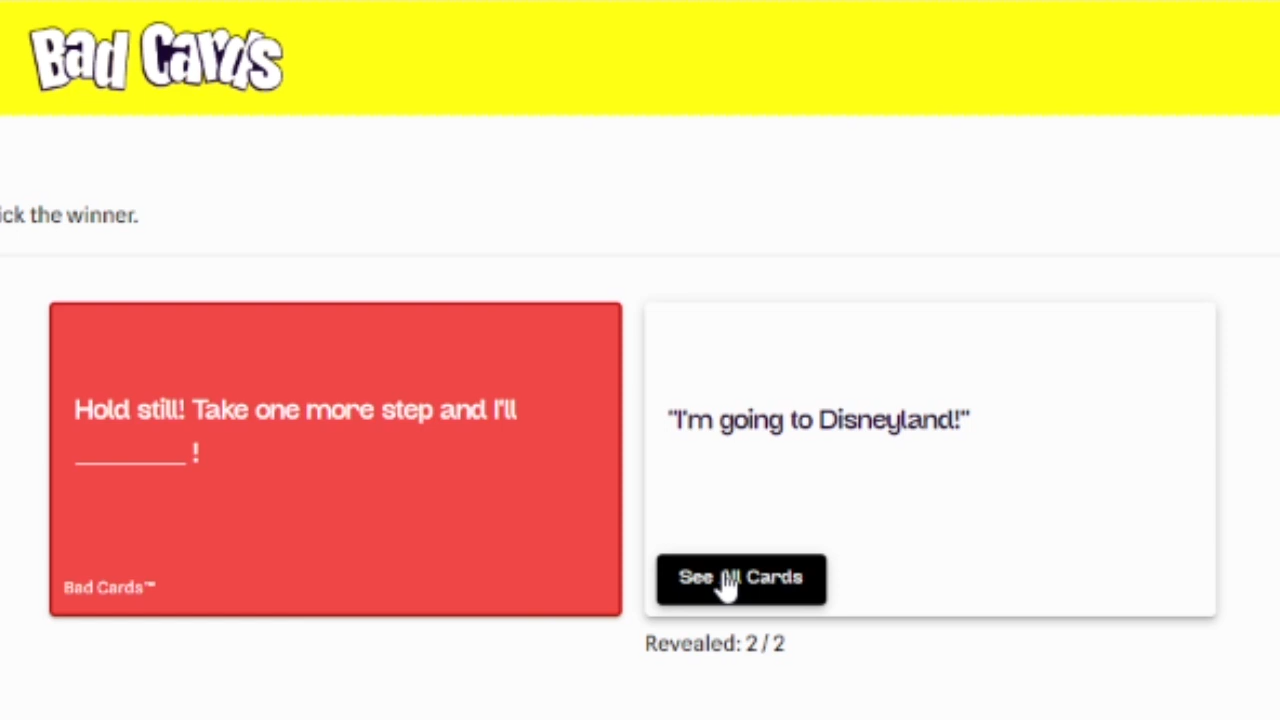 Bad Cards
ick the winner.
Hold still! Take one more step and I'll
________ !
Bad Cards™
"I'm going to Disneyland!"
See All Cards
Revealed: 2 / 2